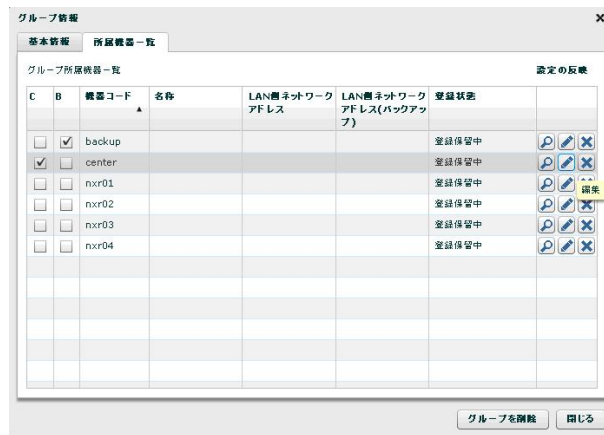 グループ情報 ×
基本情報 所属機器一覧
グループ所属機器一覧 設定の反映
C B 機器コード 名称 LAN側ネットワークアドレス LAN側ネットワークアドレス(バックアップ) 登録状態
backup 登録保留中
center 登録保留中
nxr01 登録保留中
編集
nxr02 登録保留中
nxr03 登録保留中
nxr04 登録保留中
グループを削除 閉じる